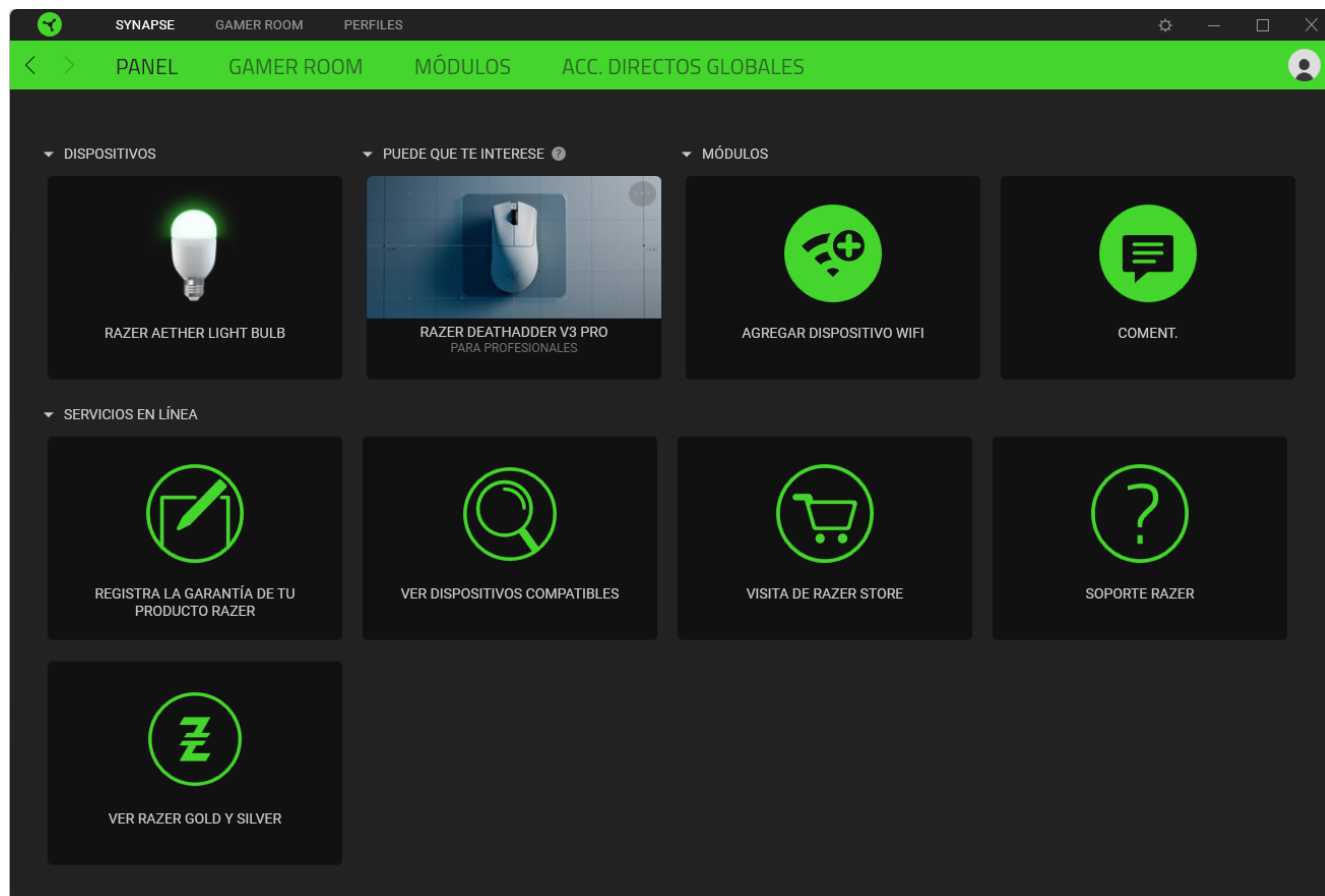 SYNAPSE GAMER ROOM PERFILES
PANEL GAMER ROOM MÓDULOS ACC. DIRECTOS GLOBALES
DISPOSITIVOS
RAZER AETHER LIGHT BULB
PUEDE QUE TE INTERESE ?
RAZER DEATHADDER V3 PRO
PARA PROFESIONALES
MÓDULOS
AGREGAR DISPOSITIVO WIFI
COMENT.
SERVICIOS EN LÍNEA
REGISTRA LA GARANTÍA DE TU
PRODUCTO RAZER
VER DISPOSITIVOS COMPATIBLES
VISITA DE RAZER STORE
?
SOPORTE RAZER
VER RAZER GOLD Y SILVER